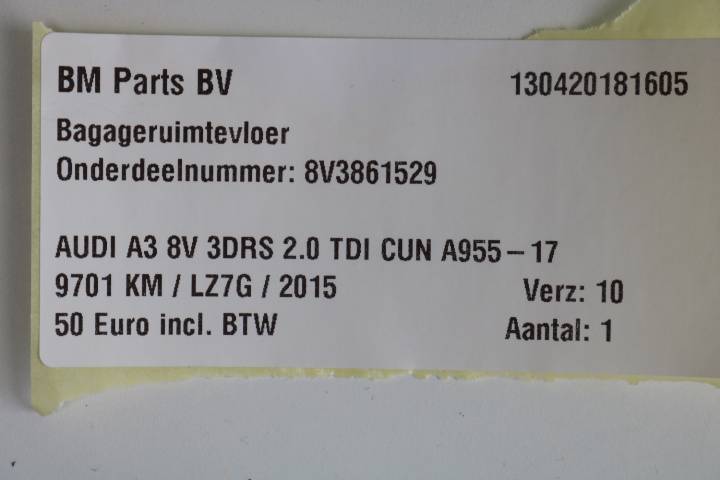 BM Parts BV 130420181605
Bagageruimtevloer
Onderdeelnummer: 8V3861529
AUDI A3 8V 3DRS 2.0 TDI CUN A955-17
9701 KM / LZ7G / 2015 Verz: 10
50 Euro incl. BTW Aantal: 1